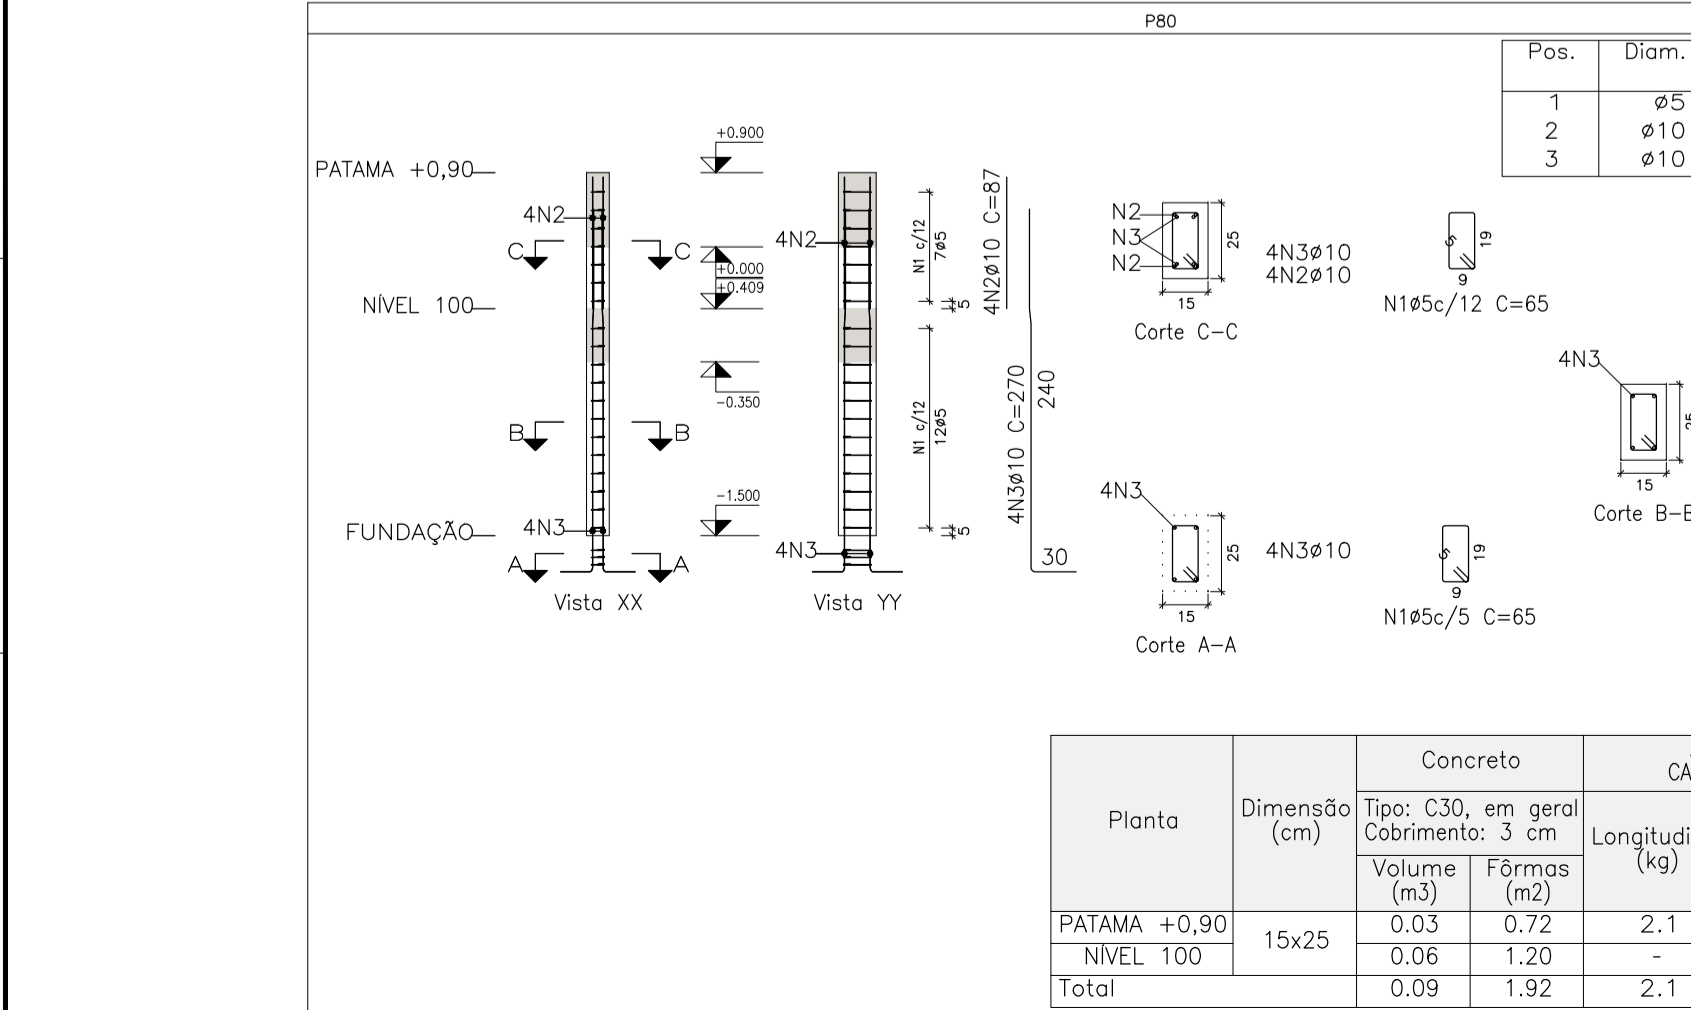 P80
Pos. Diam.
1 ø5
2 ø10
3 ø10
PATAMA +0,90
NÍVEL 100
FUNDAÇÃO
4N2
C C
B B
4N3
A A
Vista XX
+0.900
+0.000
+0.409
-0.350
-1.500
4N2
4N3
Vista YY
N1 c/12
7ø5
5
N1 c/12
12ø5
5
4N2ø10 C=87
4N3ø10 C=270
240
30
N2
N3
N2
25
15
Corte C-C
4N3ø10
4N2ø10
5
19
9
N1ø5c/12 C=65
4N3
15
Corte B-B
4N3
25
15
Corte A-A
4N3ø10
5
19
9
N1ø5c/5 C=65
Planta
Dimensão
(cm)
Concreto
Tipo: C30, em geral
Cobrimento: 3 cm
Volume
(m3)
Fôrmas
(m2)
CA
Longitudi
(kg)
PATAMA +0,90 15x25 0.03 0.72 2.1
NÍVEL 100 0.06 1.20 -
Total 0.09 1.92 2.1